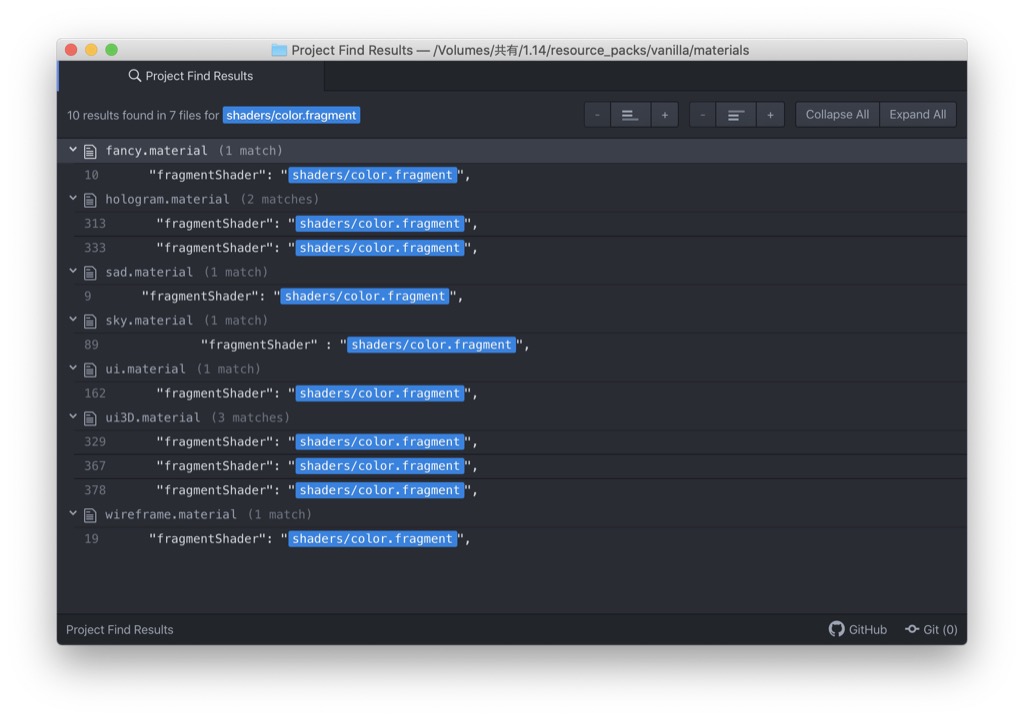 Project Find Results — /Volumes/共有/1.14/resource_packs/vanilla/materials
Project Find Results
10 results found in 7 files for shaders/color.fragment - + - + Collapse All Expand All
fancy.material (1 match)
10 "fragmentShader": "shaders/color.fragment",
hologram.material (2 matches)
313 "fragmentShader": "shaders/color.fragment",
333 "fragmentShader": "shaders/color.fragment",
sad.material (1 match)
9 "fragmentShader": "shaders/color.fragment",
sky.material (1 match)
89 "fragmentShader" : "shaders/color.fragment",
ui.material (1 match)
162 "fragmentShader": "shaders/color.fragment",
ui3D.material (3 matches)
329 "fragmentShader": "shaders/color.fragment",
367 "fragmentShader": "shaders/color.fragment",
378 "fragmentShader": "shaders/color.fragment",
wireframe.material (1 match)
19 "fragmentShader": "shaders/color.fragment",
Project Find Results GitHub Git (0)